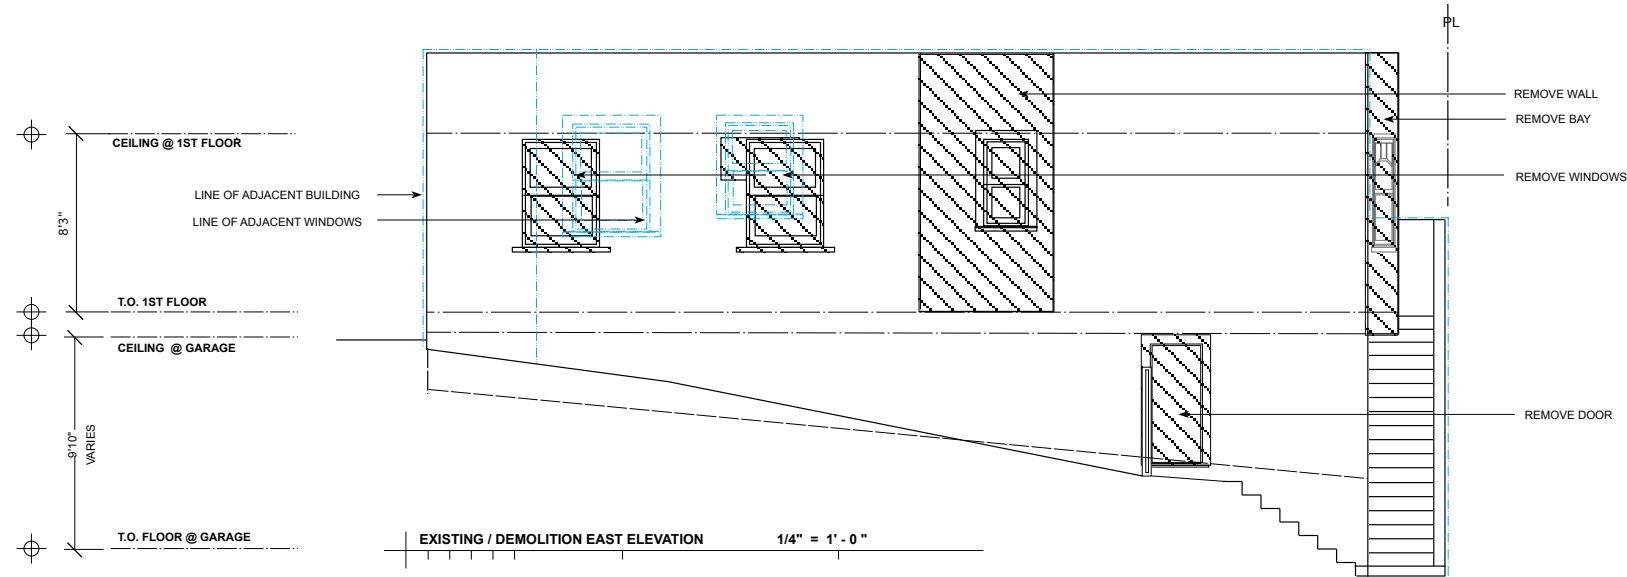 PL
REMOVE WALL
REMOVE BAY
CEILING @ 1ST FLOOR
REMOVE WINDOWS
LINE OF ADJACENT BUILDING
LINE OF ADJACENT WINDOWS
8'3"
T.O. 1ST FLOOR
CEILING @ GARAGE
REMOVE DOOR
9'10"
VARIES
T.O. FLOOR @ GARAGE
EXISTING / DEMOLITION EAST ELEVATION 1/4" = 1' - 0 "